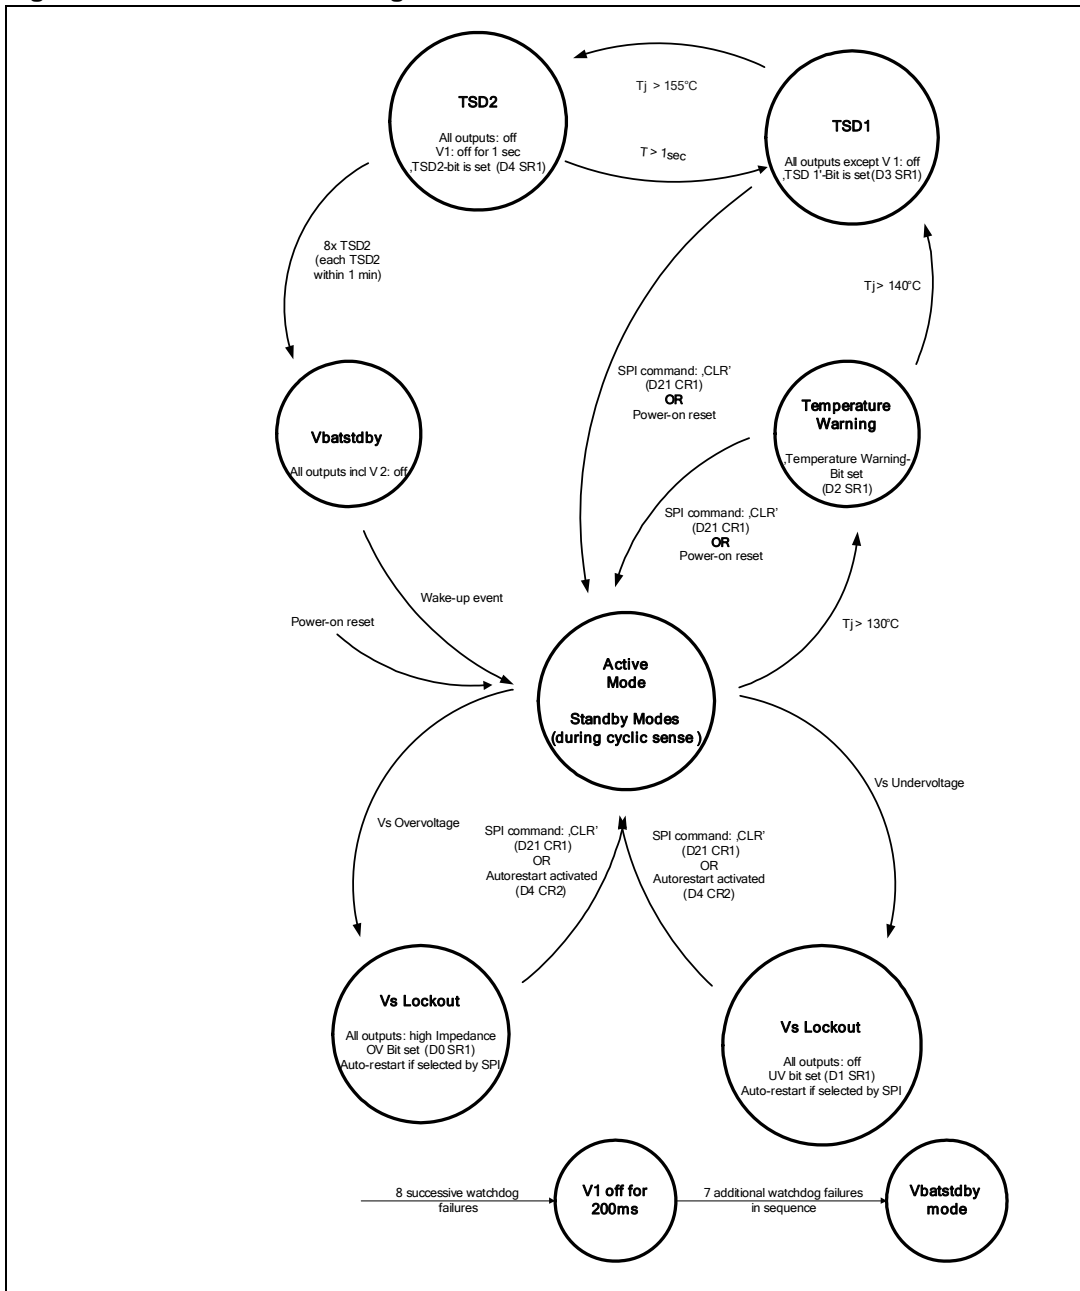 TSD2
All outputs: off
V1: off for 1 sec
‚TSD2-bit is set (D4 SR1)
Tj > 155°C
T > 1sec
TSD1
All outputs except V 1: off
‚TSD 1'-Bit is set (D3 SR1)
8x TSD2
(each TSD2
within 1 min)
Tj > 140°C
Vbatstdby
All outputs incl V 2: off
SPI command: ‚CLR’
(D21 CR1)
OR
Power-on reset
Temperature
Warning
‚Temperature Warning-
Bit set
(D2 SR1)
SPI command: ‚CLR’
(D21 CR1)
OR
Power-on reset
Wake-up event
Power-on reset
Tj > 130°C
Active
Mode
Standby Modes
(during cyclic sense )
Vs Overvoltage
Vs Undervoltage
SPI command: ‚CLR’
(D21 CR1)
OR
Autorestart activated
(D4 CR2)
SPI command: ‚CLR’
(D21 CR1)
OR
Autorestart activated
(D4 CR2)
Vs Lockout
All outputs: high Impedance
OV Bit set (D0 SR1)
Auto-restart if selected by SPI
Vs Lockout
All outputs: off
UV bit set (D1 SR1)
Auto-restart if selected by SPI
8 successive watchdog
failures
V1 off for
200ms
7 additional watchdog failures
in sequence
Vbatstdby
mode